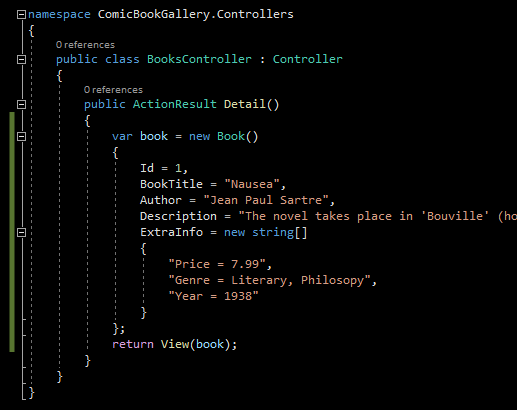 namespace ComicBookGallery.Controllers
{
0 references
public class BooksController : Controller
{
0 references
public ActionResult Detail()
{
var book = new Book()
{
Id = 1,
BookTitle = "Nausea",
Author = "Jean Paul Sartre",
Description = "The novel takes place in 'Bouville' (ho
ExtraInfo = new string[]
{
"Price = 7.99",
"Genre = Literary, Philosopy",
"Year = 1938"
}
};
return View(book);
}
}
}